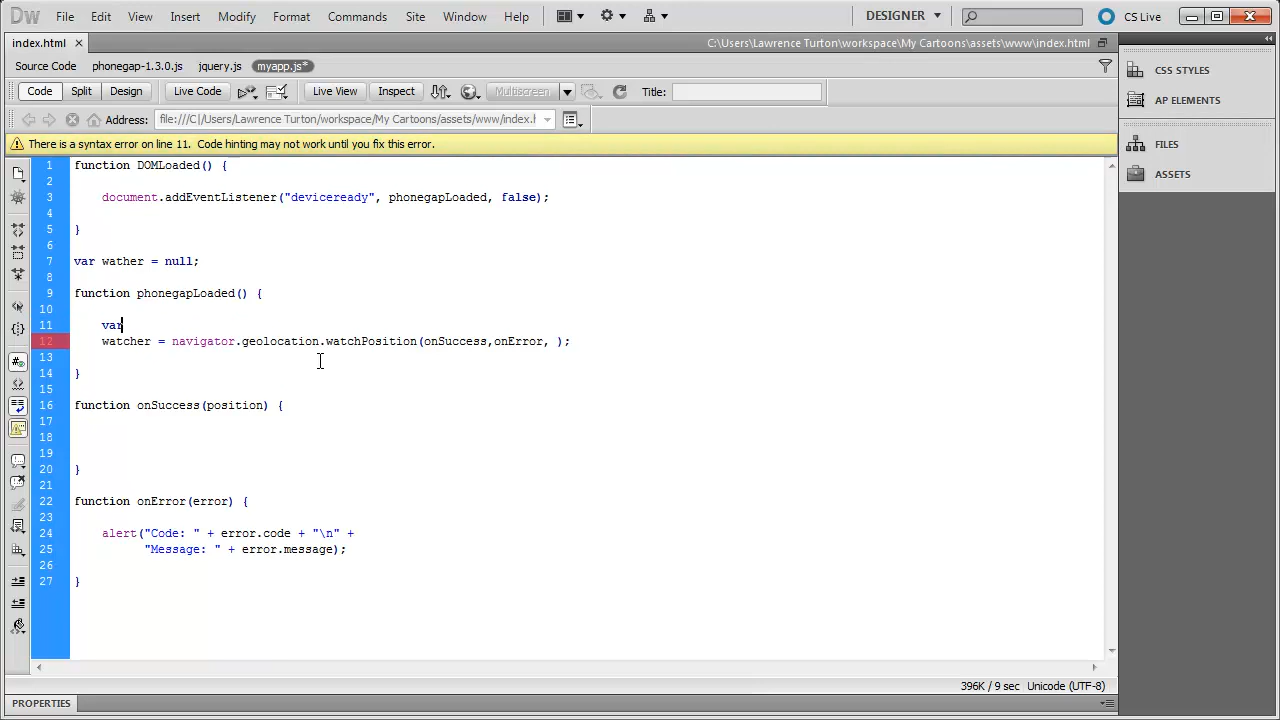 Dw File Edit View Insert Modify Format Commands Site Window Help DESIGNER CS Live
index.html C:\Users\Lawrence Turton\workspace\My Cartoons\assets\www\index.html
Source Code phonegap-1.3.0.js jquery.js myapp.js*
Code Split Design Live Code Live View Inspect Multiscreen Title:
Address: file:///C|/Users/Lawrence Turton/workspace/My Cartoons/assets/www/index.h
There is a syntax error on line 11. Code hinting may not work until you fix this error.
1 function DOMLoaded() {
2
3 document.addEventListener("deviceready", phonegapLoaded, false);
4
5 }
6
7 var wather = null;
8
9 function phonegapLoaded() {
10
11 var
12 watcher = navigator.geolocation.watchPosition(onSuccess,onError, );
13
14 }
15
16 function onSuccess(position) {
17
18
19
20 }
21
22 function onError(error) {
23
24 alert("Code: " + error.code + "\n" +
25 "Message: " + error.message);
26
27 }
396K / 9 sec Unicode (UTF-8)
PROPERTIES
CSS STYLES
AP ELEMENTS
FILES
ASSETS